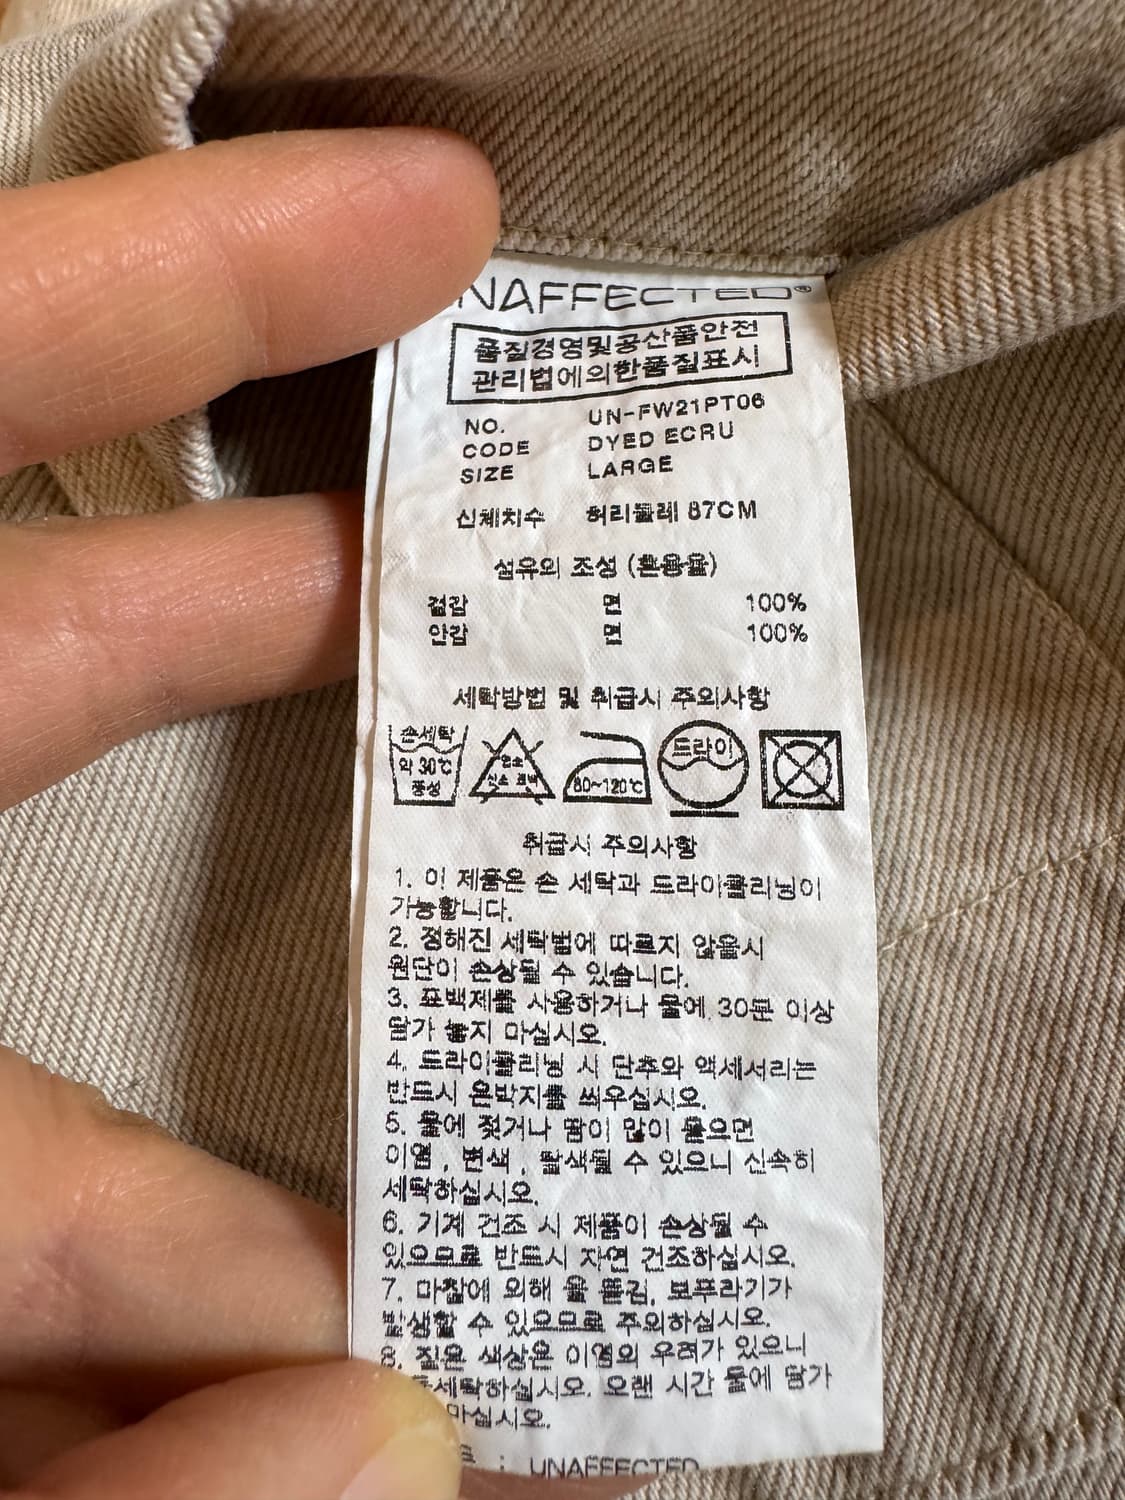 NAFFECTED®
품질경영및공산품안전
관리법에의한품질표시
NO. UN-FW21PT06
CODE DYED ECRU
SIZE LARGE
신체치수 허리둘레 87CM
섬유의 조성 (혼용율)
겉감 면 100%
안감 면 100%
세탁방법 및 취급시 주의사항
손세탁
약 30℃
중성
염소
산소 표백
80~120℃
드라이
취급시 주의사항
1. 이 제품은 손 세탁과 드라이클리닝이
가능합니다.
2. 정해진 세탁법에 따르지 않을시
원단이 손상될 수 있습니다.
3. 표백제를 사용하거나 물에 30분 이상
담가 놓지 마십시오.
4. 드라이클리닝 시 단추와 액세서리는
반드시 은박지를 씌우십시오.
5. 물에 젖거나 땀이 많이 묻으면
이염, 변색, 탈색될 수 있으니 신속히
세탁하십시오.
6. 기계 건조 시 제품이 손상될 수
있으므로 반드시 자연 건조하십시오.
7. 마찰에 의해 올 뜯김, 보푸라기가
발생할 수 있으므로 주의하십시오.
8. 짙은 색상은 이염의 우려가 있으니
세탁하십시오. 오랜 시간 물에 담가
마십시오.
: UNAFFECTED